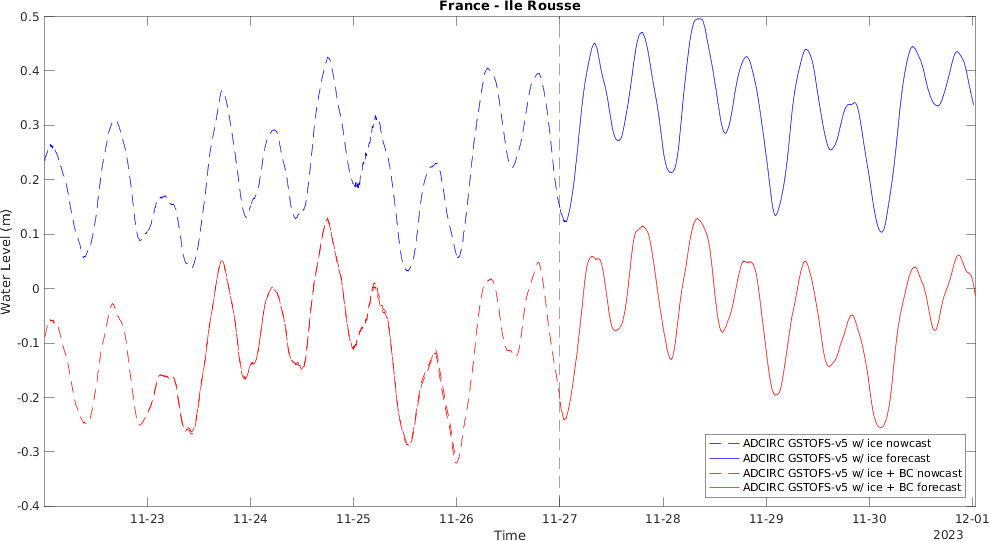 France - Ile Rousse
Water Level (m)
0.5
0.4
0.3
0.2
0.1
0
-0.1
-0.2
-0.3
-0.4
ADCIRC GSTOFS-v5 w/ ice nowcast
ADCIRC GSTOFS-v5 w/ ice forecast
ADCIRC GSTOFS-v5 w/ ice + BC nowcast
ADCIRC GSTOFS-v5 w/ ice + BC forecast
11-23 11-24 11-25 11-26 11-27 11-28 11-29 11-30 12-01
Time
2023